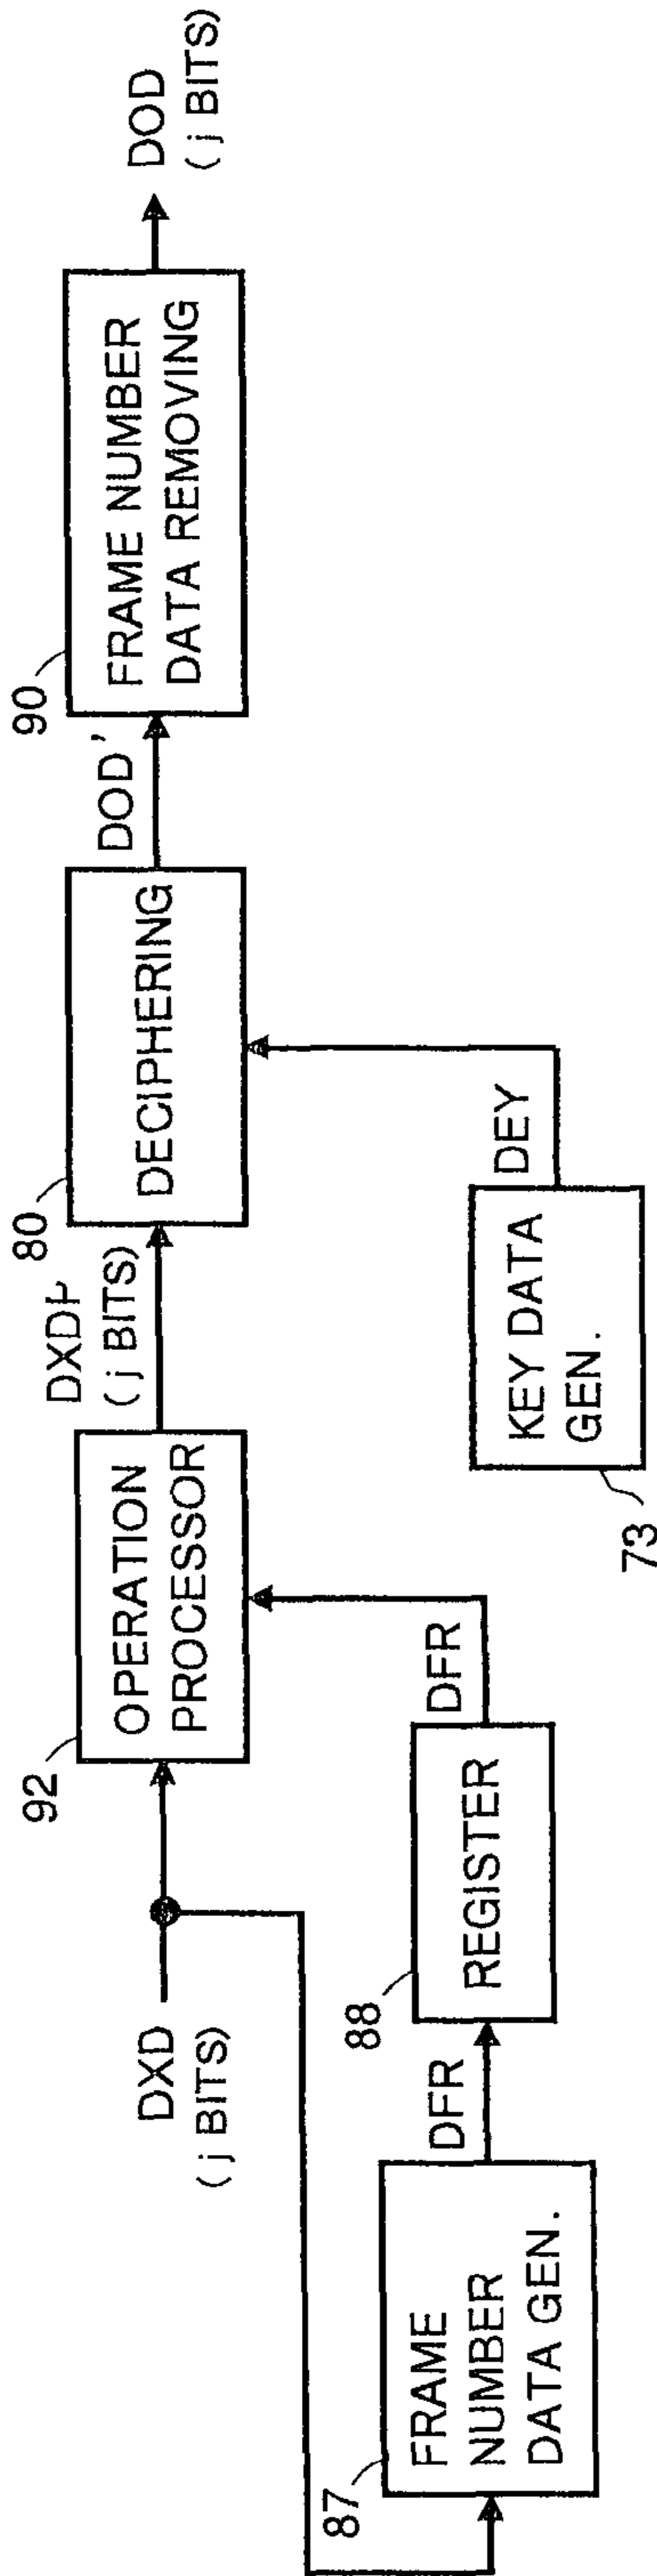 DXD
( j BITS)
92
OPERATION
PROCESSOR
( j BITS)
80
DECIPHERING
DOD'
90
FRAME NUMBER
DATA REMOVING
DOD
( j BITS)
87
FRAME
NUMBER
DATA GEN.
DFR
88
REGISTER
DFR
73
KEY DATA
GEN.
DEY